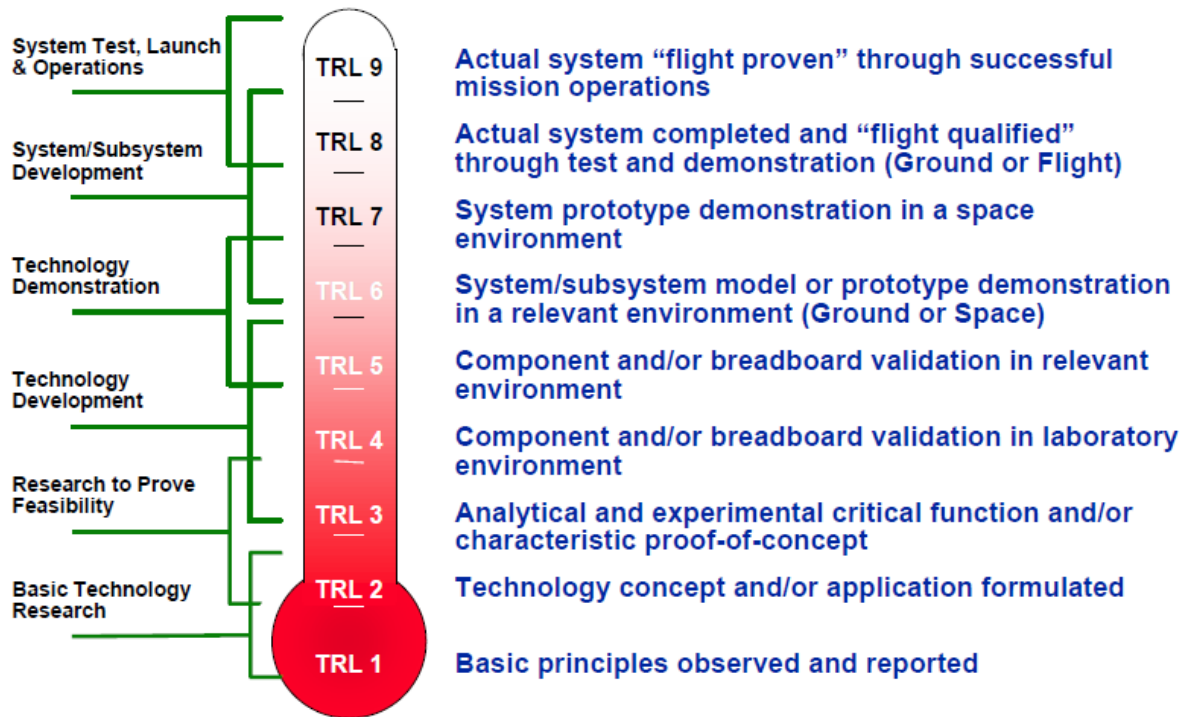 System Test, Launch
& Operations
System/Subsystem
Development
Technology
Demonstration
Technology
Development
Research to Prove
Feasibility
Basic Technology
Research
TRL 9
TRL 8
TRL 7
TRL 6
TRL 5
TRL 4
TRL 3
TRL 2
TRL 1
Actual system “flight proven” through successful
mission operations
Actual system completed and “flight qualified”
through test and demonstration (Ground or Flight)
System prototype demonstration in a space
environment
System/subsystem model or prototype demonstration
in a relevant environment (Ground or Space)
Component and/or breadboard validation in relevant
environment
Component and/or breadboard validation in laboratory
environment
Analytical and experimental critical function and/or
characteristic proof-of-concept
Technology concept and/or application formulated
Basic principles observed and reported